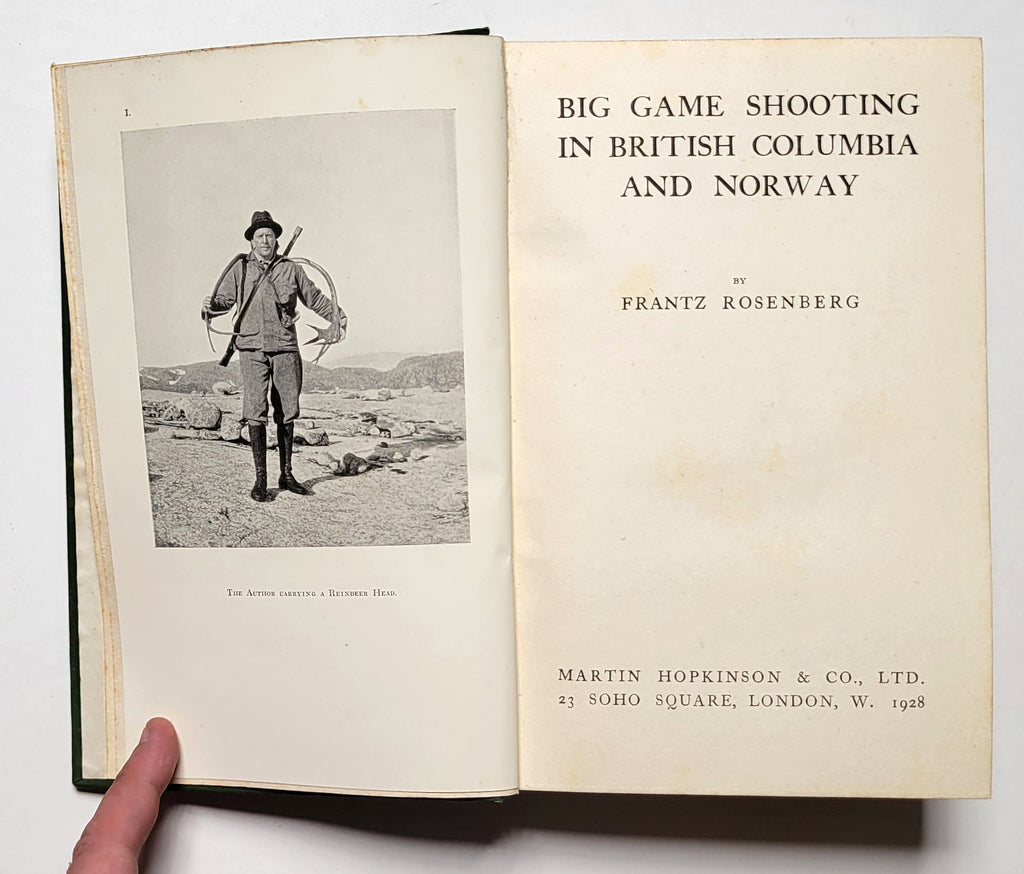 I.
The Author carrying a Reindeer Head.
BIG GAME SHOOTING
IN BRITISH COLUMBIA
AND NORWAY
BY
FRANTZ ROSENBERG
MARTIN HOPKINSON & CO., LTD.
23 SOHO SQUARE, LONDON, W. 1928